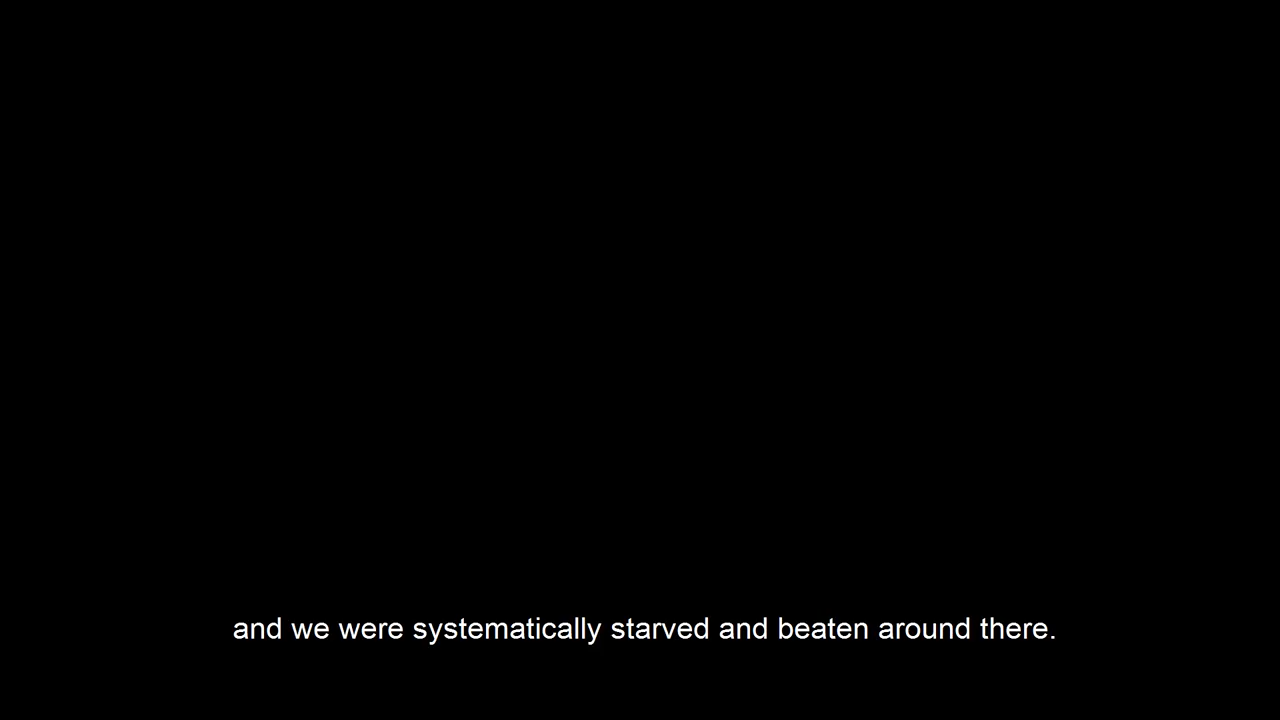 and we were systematically starved and beaten around there.